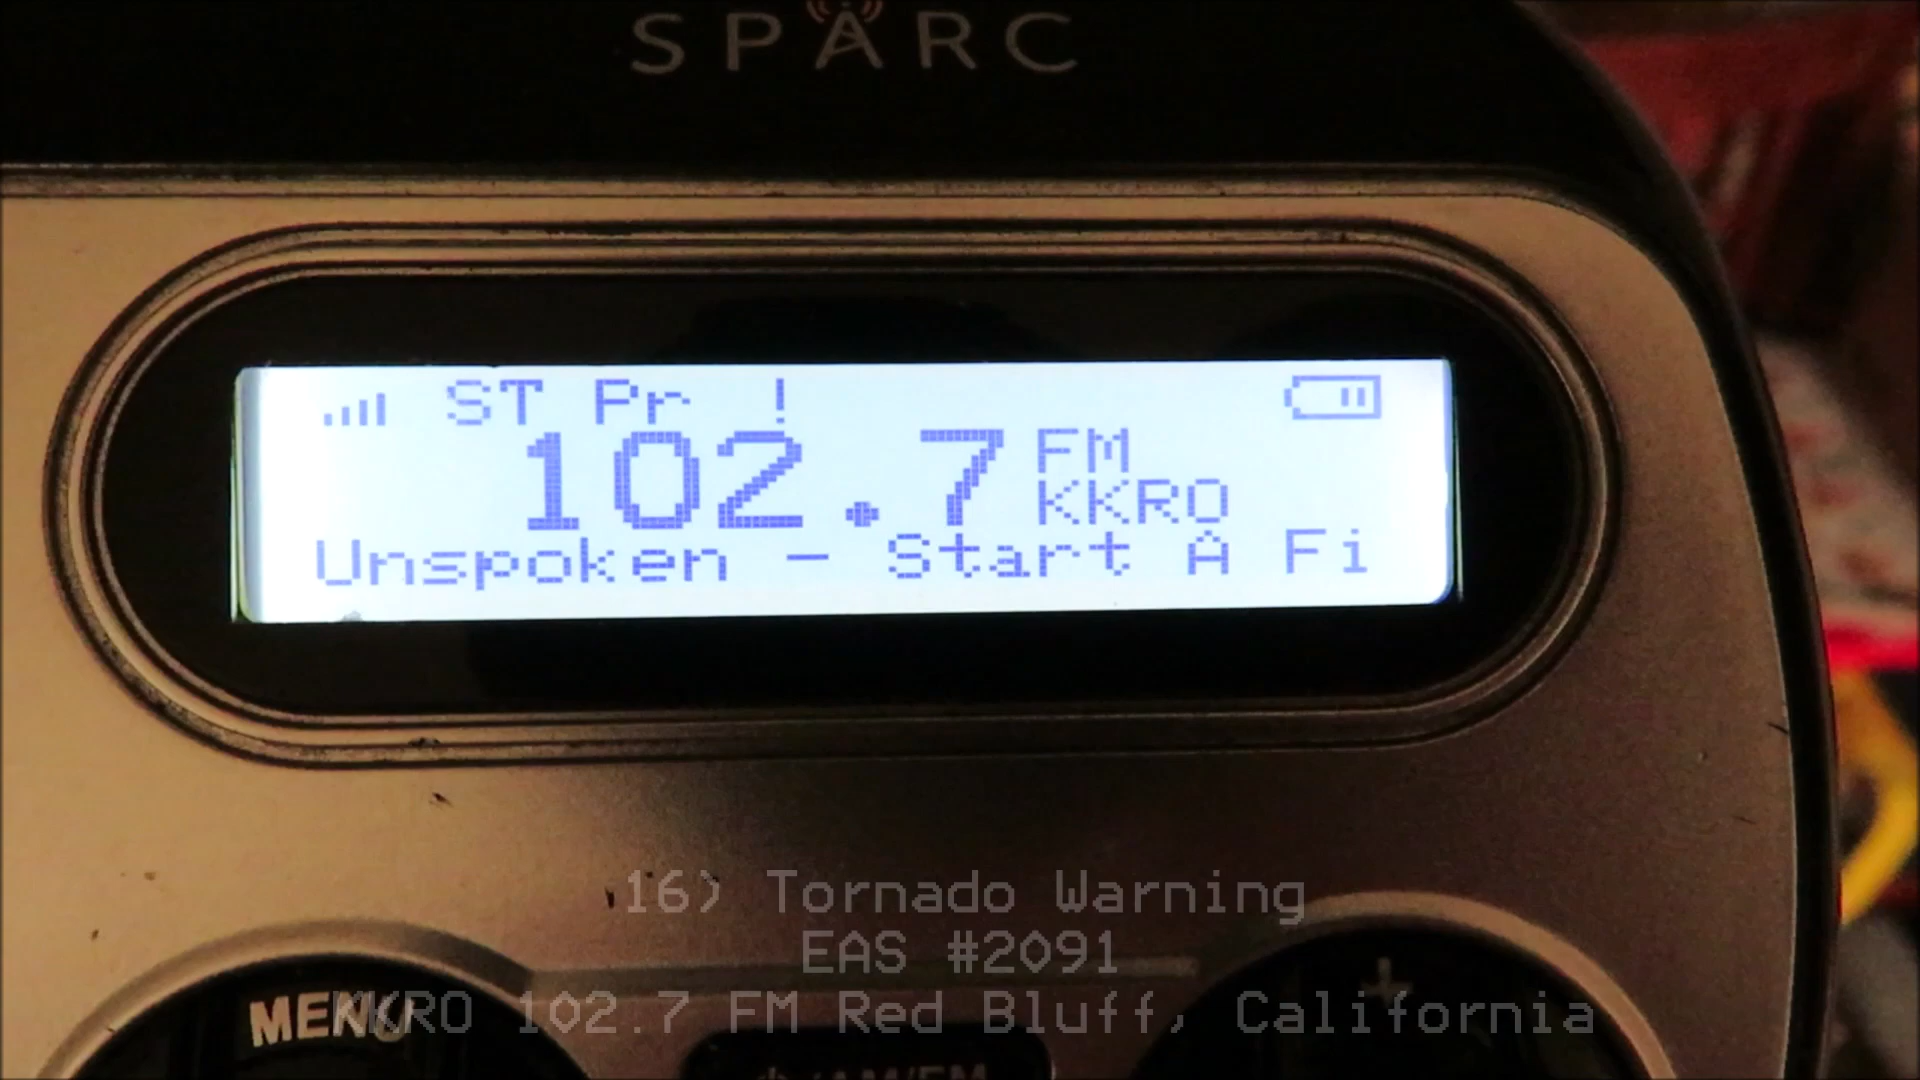 SPARC
ST Pr !
102.7 FM
KKRO
Unspoken - Start A Fi
16) Tornado Warning
EAS #2091
KKRO 102.7 FM Red Bluff, California
MENU
+
/AM/FM